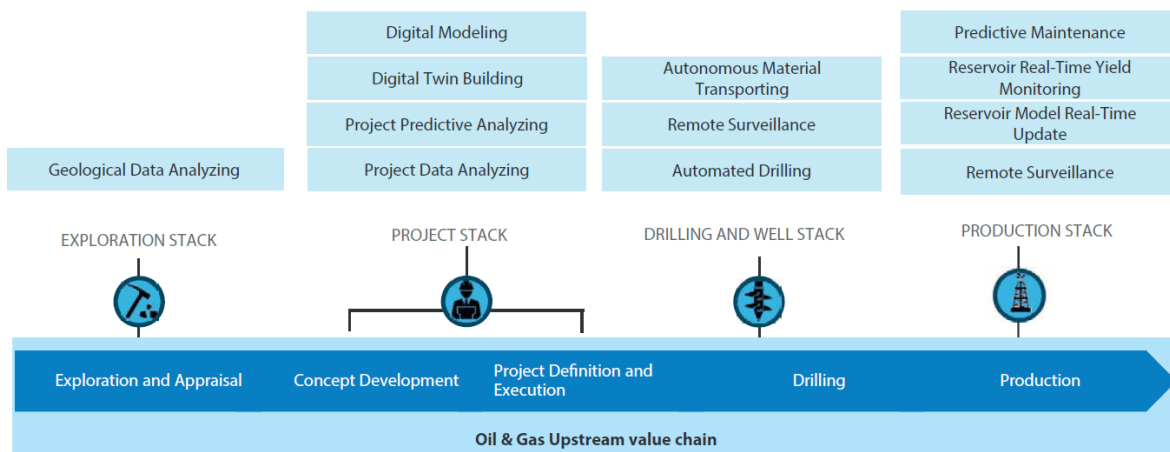 Digital Modeling
Predictive Maintenance
Digital Twin Building
Autonomous Material
Transporting
Reservoir Real-Time Yield
Monitoring
Project Predictive Analyzing
Remote Surveillance
Reservoir Model Real-Time
Update
Geological Data Analyzing
Project Data Analyzing
Automated Drilling
Remote Surveillance
EXPLORATION STACK
PROJECT STACK
DRILLING AND WELL STACK
PRODUCTION STACK
Exploration and Appraisal
Concept Development
Project Definition and
Execution
Drilling
Production
Oil & Gas Upstream value chain